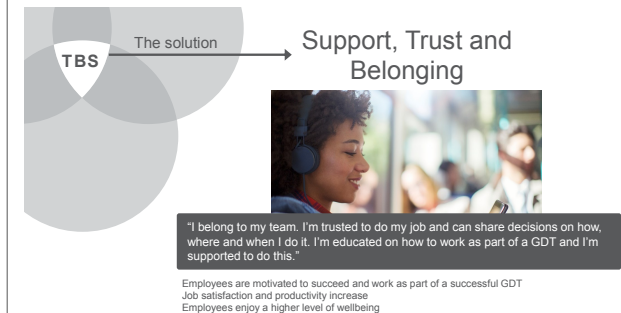 The solution
TBS
Support, Trust and
Belonging
“I belong to my team. I’m trusted to do my job and can share decisions on how,
where and when I do it. I’m educated on how to work as part of a GDT and I’m
supported to do this.”
Employees are motivated to succeed and work as part of a successful GDT
Job satisfaction and productivity increase
Employees enjoy a higher level of wellbeing